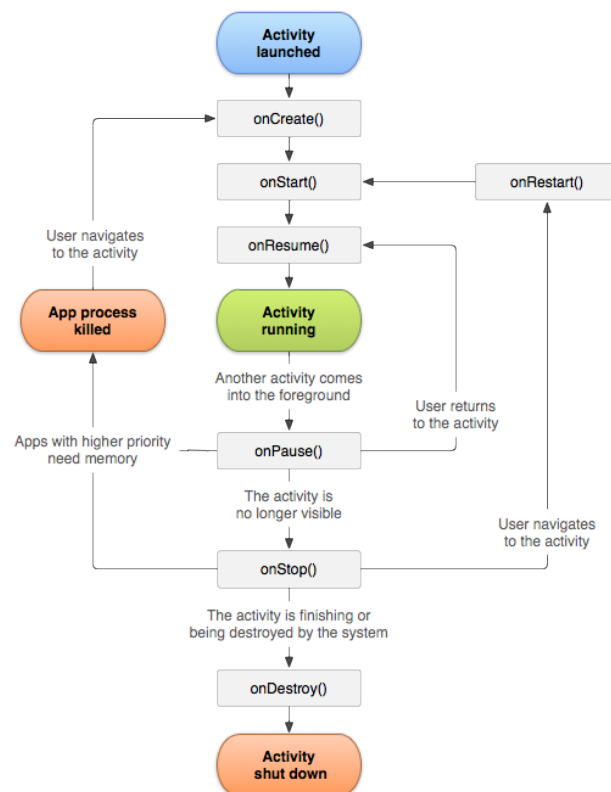 Activity
launched
onCreate()
onStart()
onRestart()
User navigates
to the activity
onResume()
App process
killed
Activity
running
Another activity comes
into the foreground
User returns
to the activity
Apps with higher priority
need memory
onPause()
The activity is
no longer visible
User navigates
to the activity
onStop()
The activity is finishing or
being destroyed by the system
onDestroy()
Activity
shut down